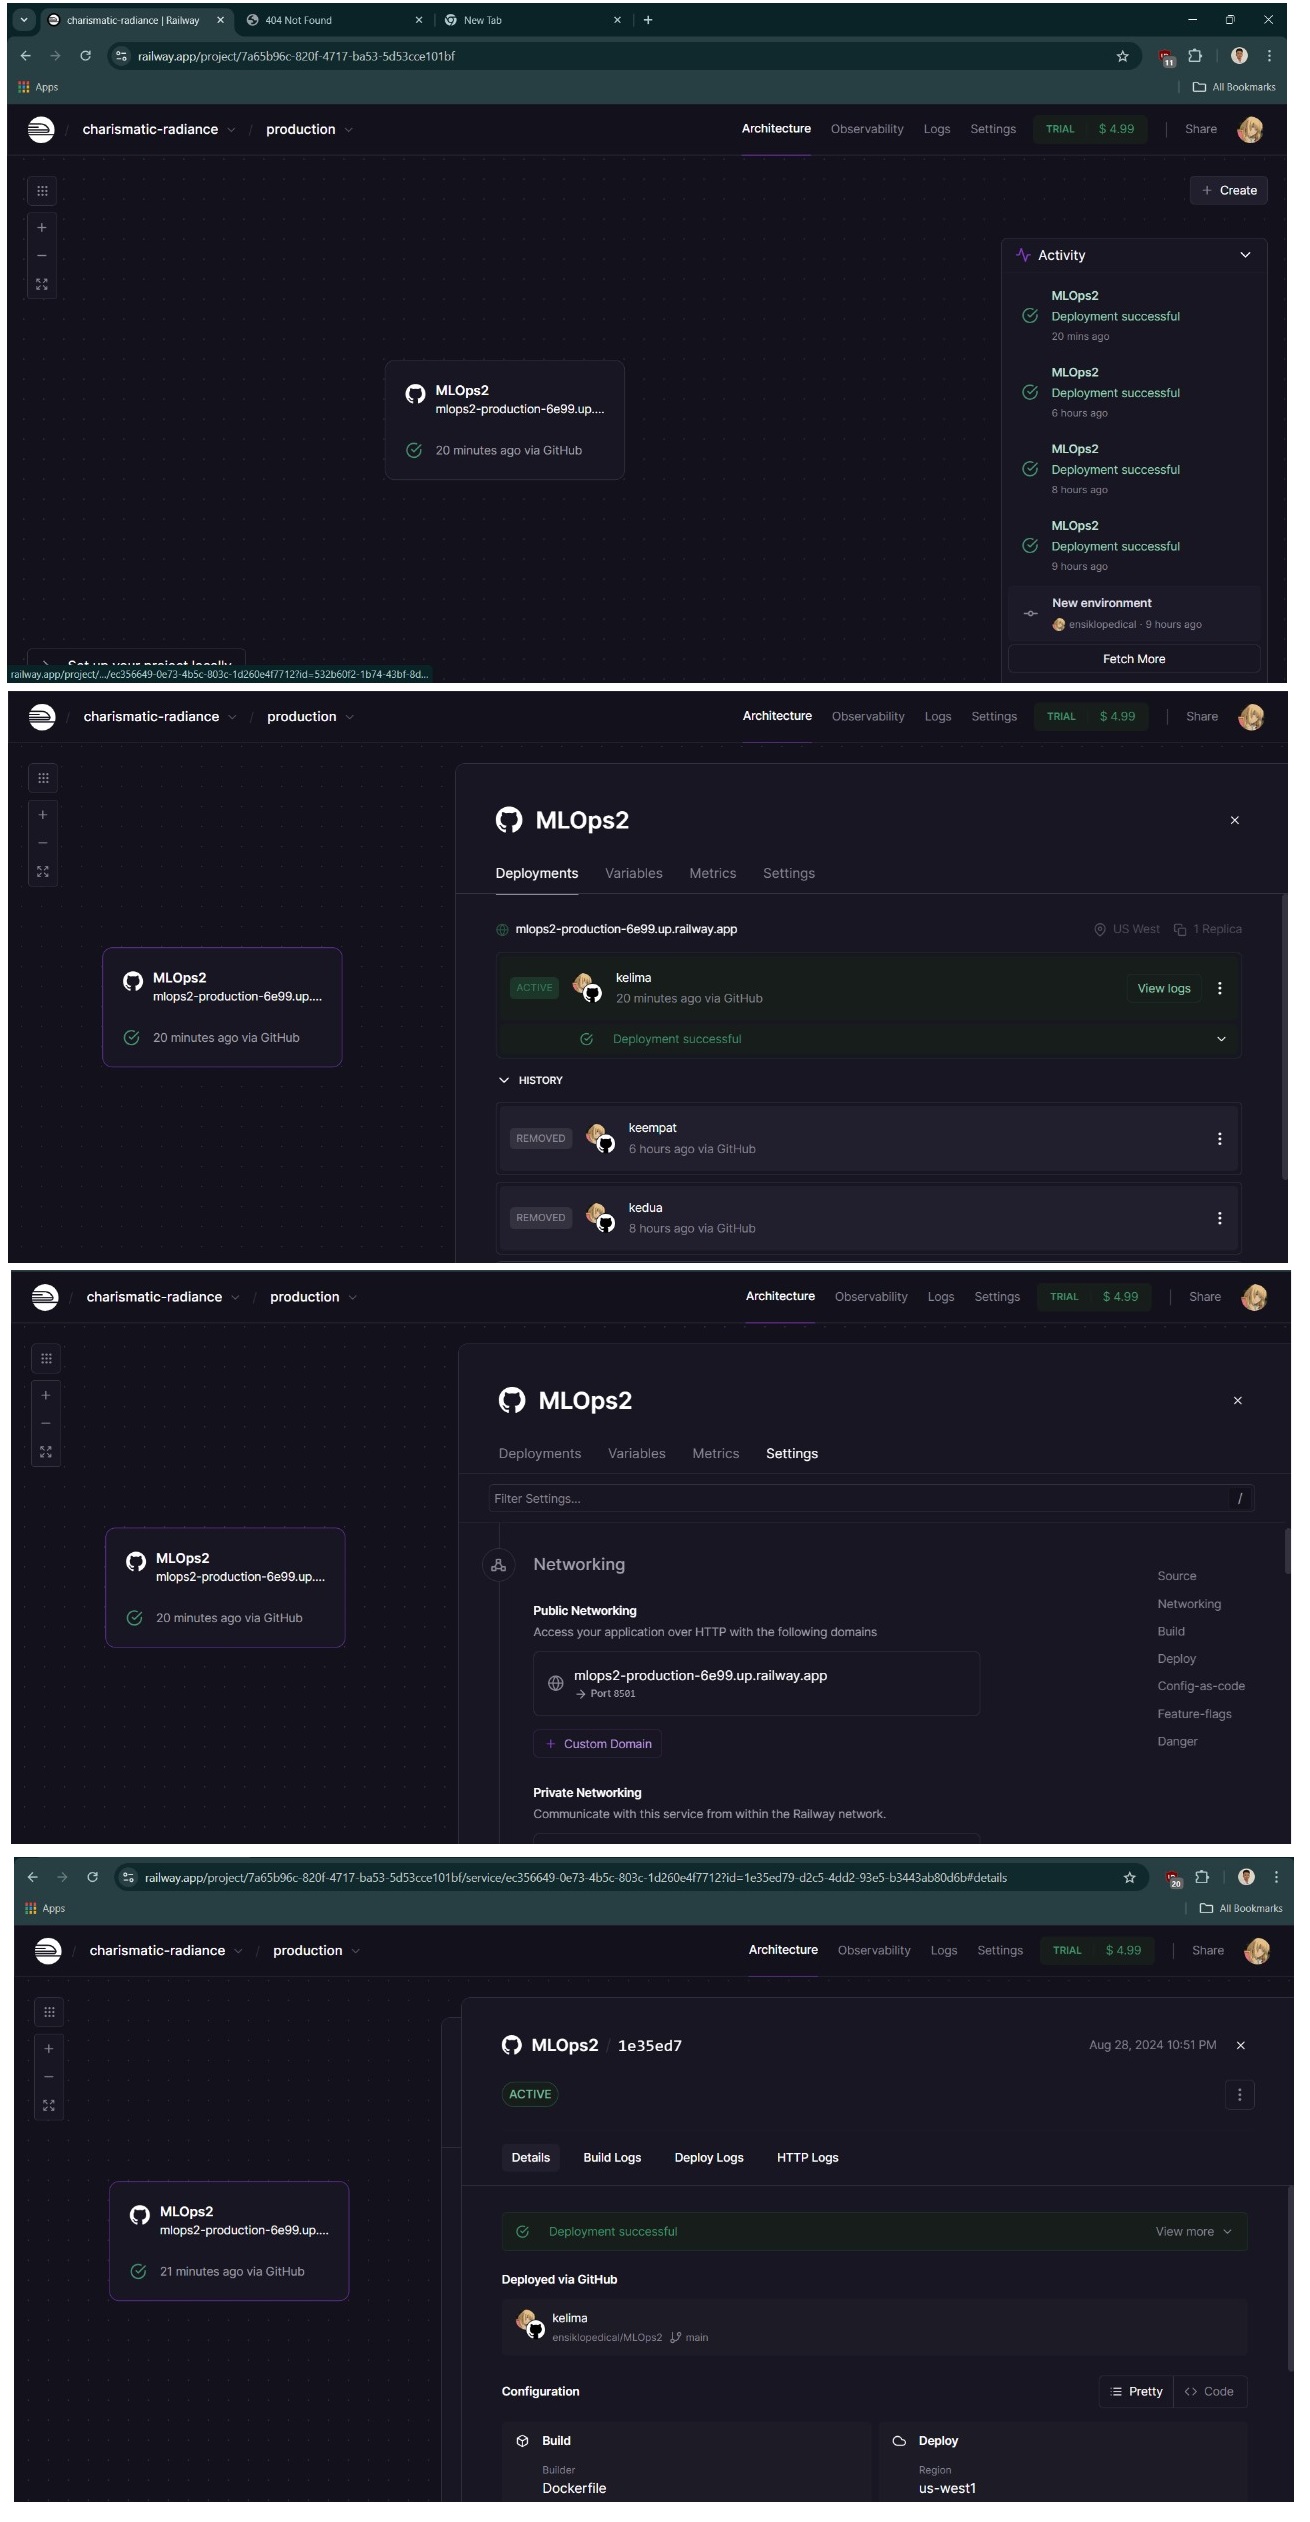 charismatic-radiance | Railway
404 Not Found
New Tab
railway.app/project/7a65b96c-820f-4717-ba53-5d53cce101bf
11
Apps
All Bookmarks
charismatic-radiance / production
Architecture Observability Logs Settings TRIAL $ 4.99 Share
+ Create
Activity
MLOps2
Deployment successful
20 mins ago
MLOps2
Deployment successful
6 hours ago
MLOps2
Deployment successful
8 hours ago
MLOps2
Deployment successful
9 hours ago
New environment
ensiklopedical · 9 hours ago
Fetch More
MLOps2
mlops2-production-6e99.up....
20 minutes ago via GitHub
Set up your project locally
railway.app/project/.../ec356649-0e73-4b5c-803c-1d260e4f7712?id=532b60f2-1b74-43bf-8d...
charismatic-radiance / production
Architecture Observability Logs Settings TRIAL $ 4.99 Share
MLOps2
mlops2-production-6e99.up....
20 minutes ago via GitHub
MLOps2
Deployments Variables Metrics Settings
mlops2-production-6e99.up.railway.app US West 1 Replica
ACTIVE
kelima
20 minutes ago via GitHub
View logs
Deployment successful
HISTORY
REMOVED
keempat
6 hours ago via GitHub
REMOVED
kedua
8 hours ago via GitHub
charismatic-radiance / production
Architecture Observability Logs Settings TRIAL $ 4.99 Share
MLOps2
mlops2-production-6e99.up....
20 minutes ago via GitHub
MLOps2
Deployments Variables Metrics Settings
Filter Settings... /
Networking
Public Networking
Access your application over HTTP with the following domains
mlops2-production-6e99.up.railway.app
→ Port 8501
+ Custom Domain
Private Networking
Communicate with this service from within the Railway network.
Source
Networking
Build
Deploy
Config-as-code
Feature-flags
Danger
railway.app/project/7a65b96c-820f-4717-ba53-5d53cce101bf/service/ec356649-0e73-4b5c-803c-1d260e4f7712?id=1e35ed79-d2c5-4dd2-93e5-b3443ab80d6b#details
20
Apps
All Bookmarks
charismatic-radiance / production
Architecture Observability Logs Settings TRIAL $ 4.99 Share
MLOps2
mlops2-production-6e99.up....
21 minutes ago via GitHub
MLOps2 / 1e35ed7
Aug 28, 2024 10:51 PM
ACTIVE
Details Build Logs Deploy Logs HTTP Logs
Deployment successful View more
Deployed via GitHub
kelima
ensiklopedical/MLOps2 main
Configuration
Pretty <> Code
Build
Builder
Dockerfile
Deploy
Region
us-west1